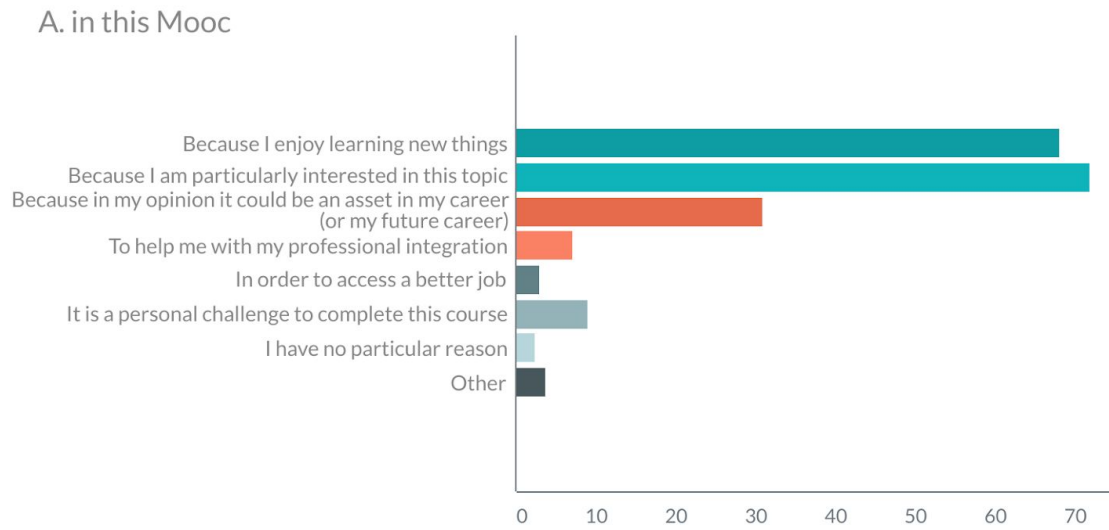 A. in this Mooc
Because I enjoy learning new things
Because I am particularly interested in this topic
Because in my opinion it could be an asset in my career
(or my future career)
To help me with my professional integration
In order to access a better job
It is a personal challenge to complete this course
I have no particular reason
Other
0 10 20 30 40 50 60 70